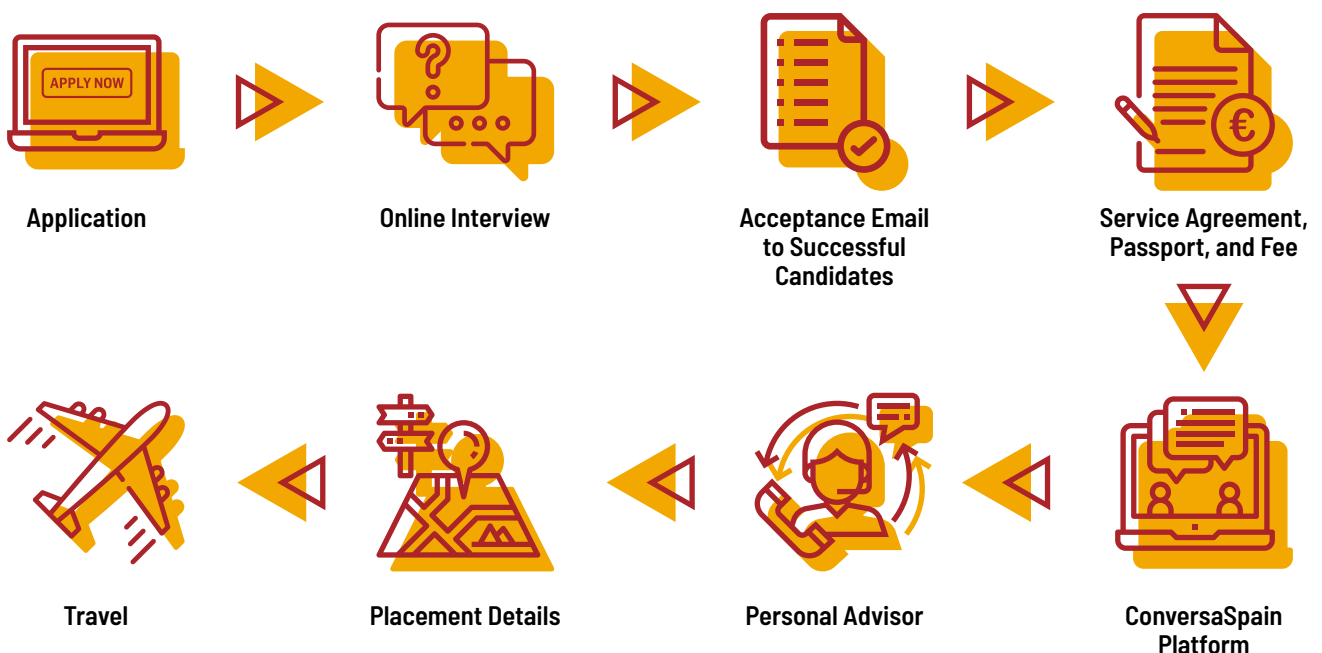 APPLY NOW
Application
Online Interview
Acceptance Email
to Successful
Candidates
€
Service Agreement,
Passport, and Fee
ConversaSpain
Platform
Personal Advisor
Placement Details
Travel